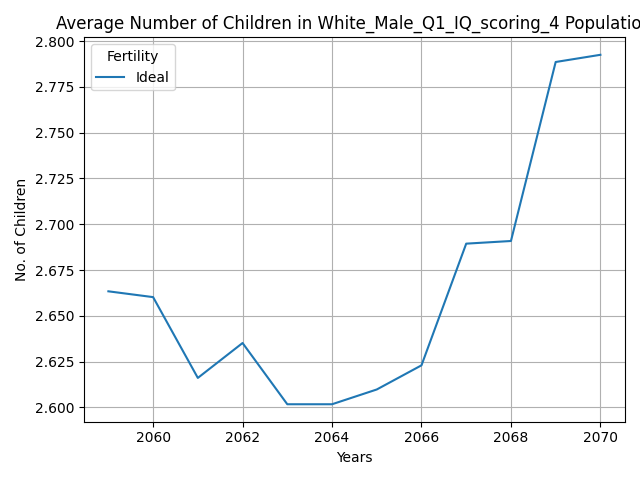 Average Number of Children in White_Male_Q1_IQ_scoring_4 Populatio
Fertility
Ideal
No. of Children
2.800
2.775
2.750
2.725
2.700
2.675
2.650
2.625
2.600
2060 2062 2064 2066 2068 2070
Years